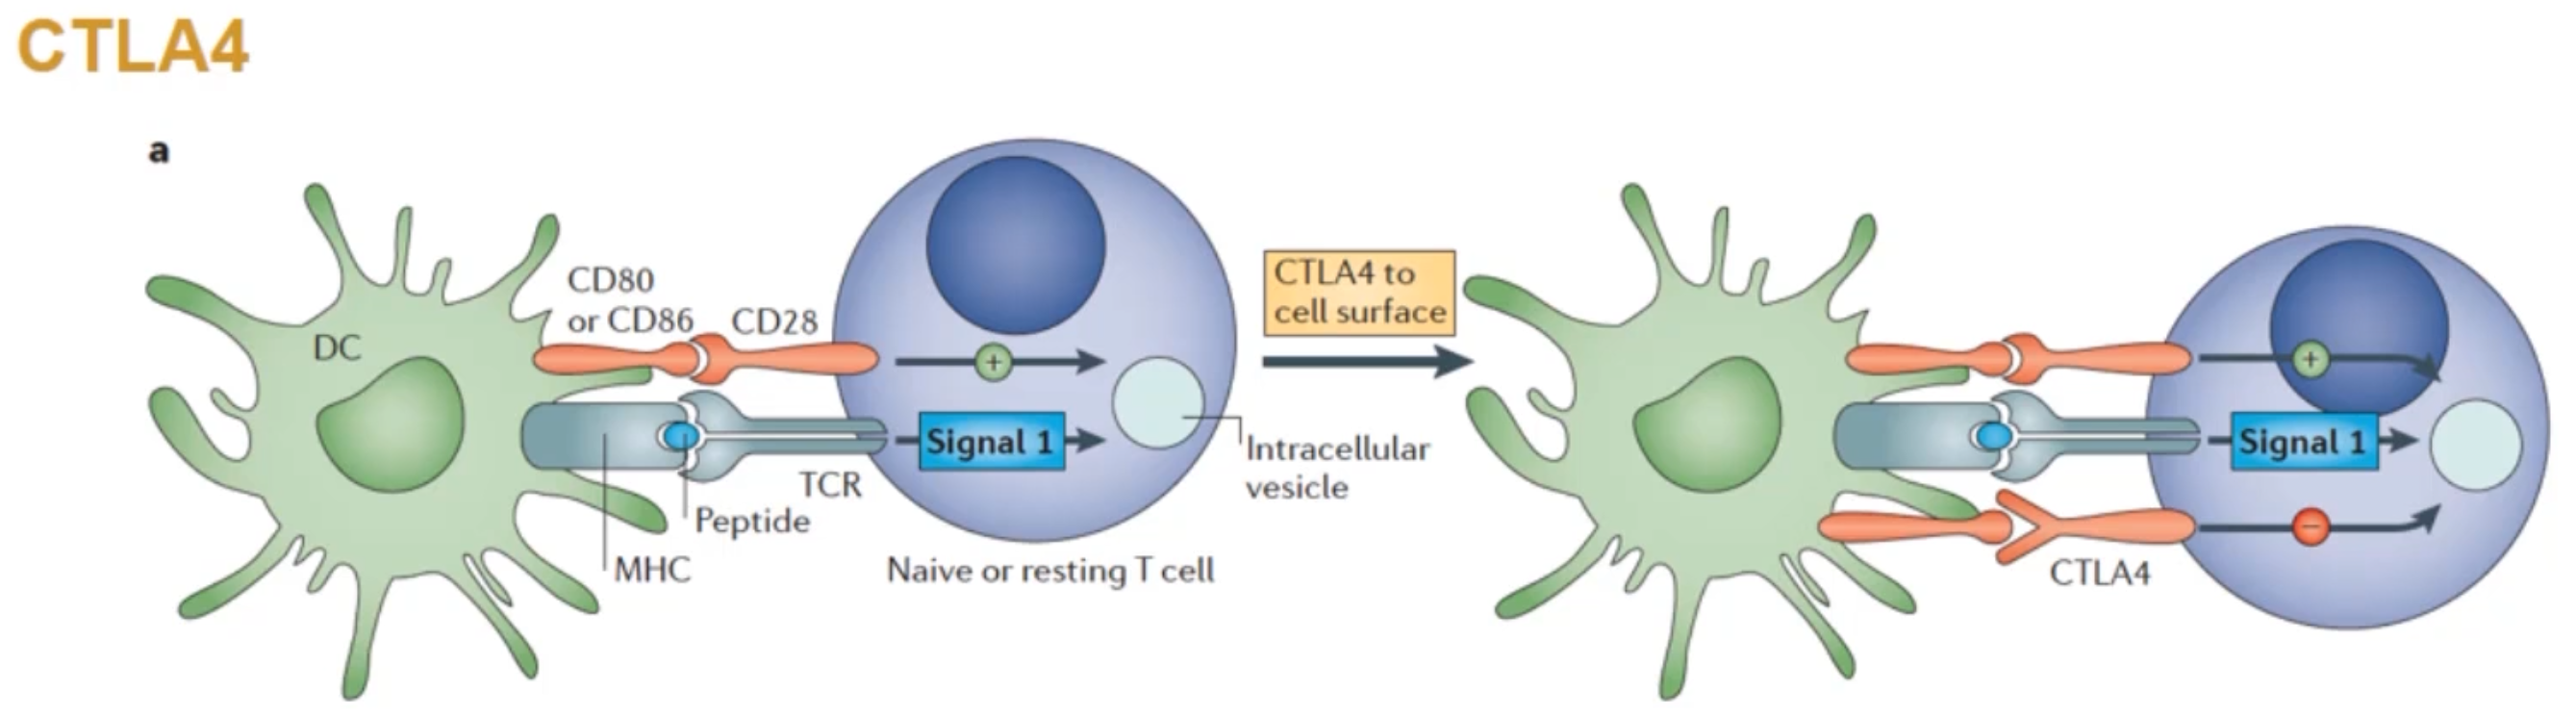 CTLA4
a
CD80
or CD86
CD28
DC
+
Signal 1
TCR
Peptide
MHC
Naive or resting T cell
Intracellular
vesicle
CTLA4 to
cell surface
+
Signal 1
−
CTLA4